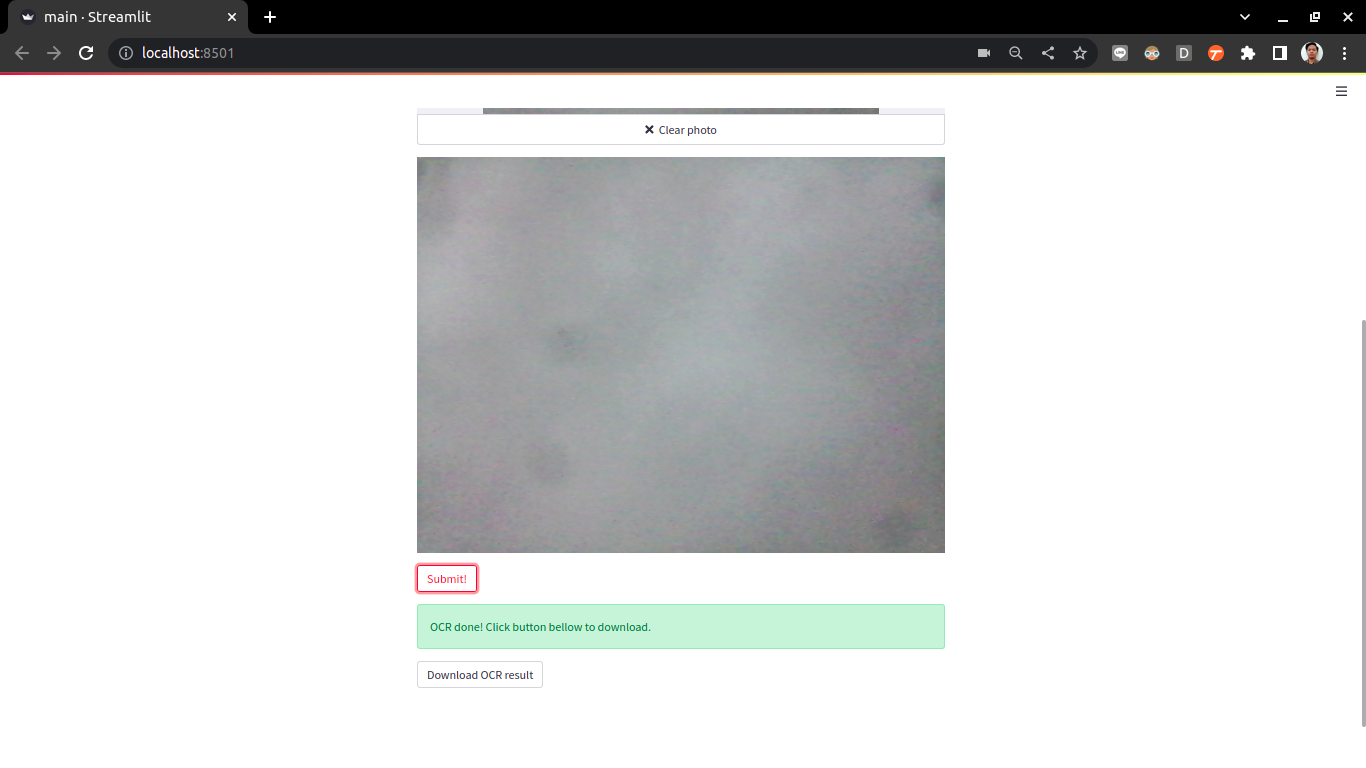 main · Streamlit
localhost:8501
D
Clear photo
Submit!
OCR done! Click button bellow to download.
Download OCR result